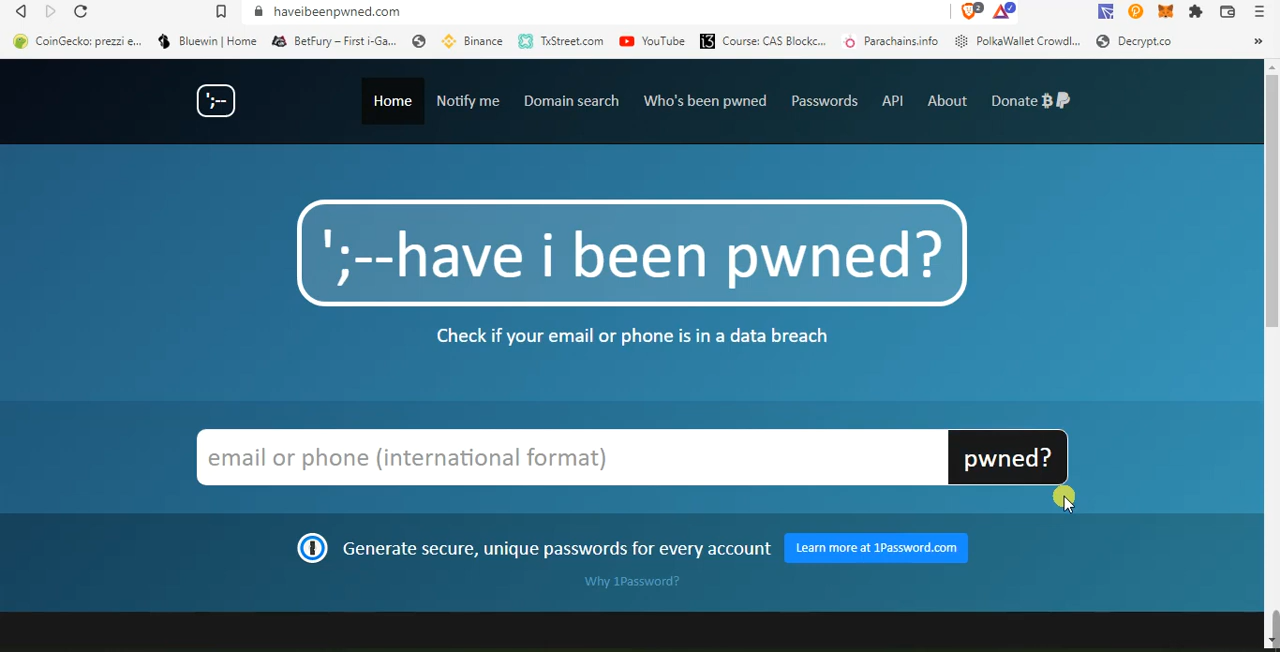 haveibeenpwned.com
2
CoinGecko: prezzi e...
Bluewin | Home
BetFury – First i-Ga...
Binance
TxStreet.com
YouTube
i3 Course: CAS Blockc...
Parachains.info
PolkaWallet Crowdl...
Decrypt.co
»
';--
Home
Notify me
Domain search
Who's been pwned
Passwords
API
About
Donate
';--have i been pwned?
Check if your email or phone is in a data breach
email or phone (international format)
pwned?
Generate secure, unique passwords for every account
Learn more at 1Password.com
Why 1Password?